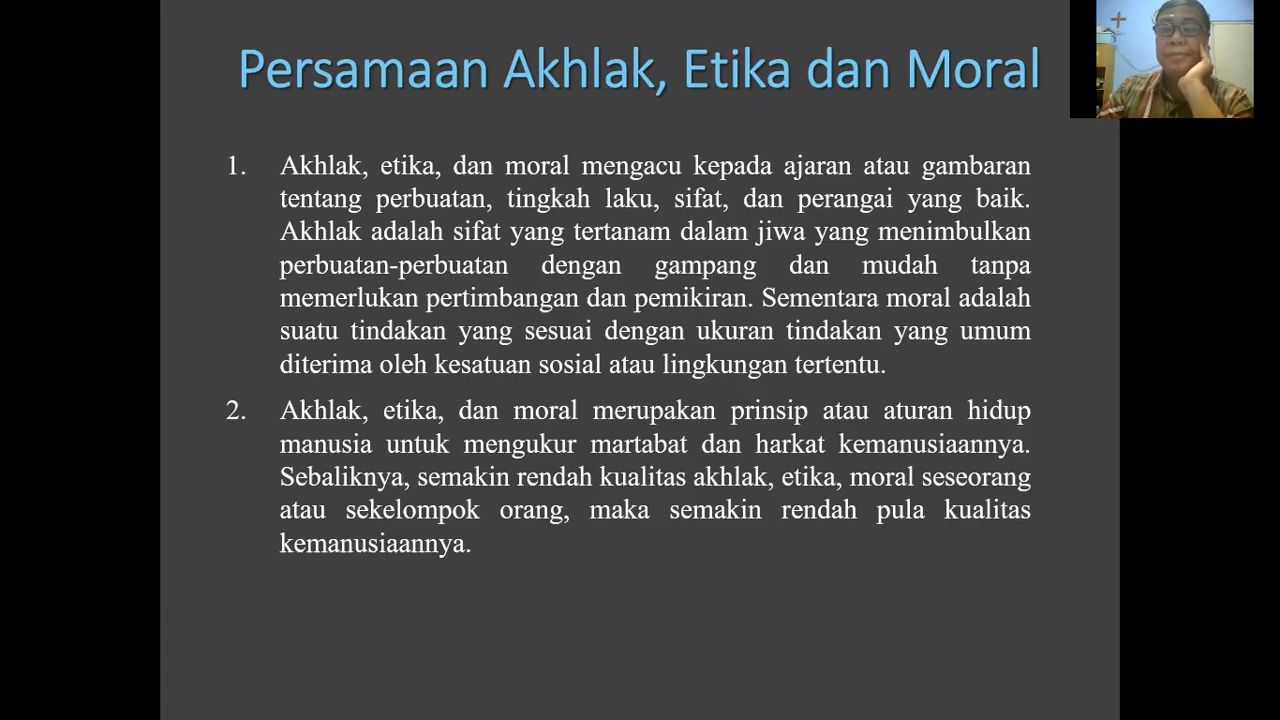 Persamaan Akhlak, Etika dan Moral
1. Akhlak, etika, dan moral mengacu kepada ajaran atau gambaran
tentang perbuatan, tingkah laku, sifat, dan perangai yang baik.
Akhlak adalah sifat yang tertanam dalam jiwa yang menimbulkan
perbuatan-perbuatan dengan gampang dan mudah tanpa
memerlukan pertimbangan dan pemikiran. Sementara moral adalah
suatu tindakan yang sesuai dengan ukuran tindakan yang umum
diterima oleh kesatuan sosial atau lingkungan tertentu.
2. Akhlak, etika, dan moral merupakan prinsip atau aturan hidup
manusia untuk mengukur martabat dan harkat kemanusiaannya.
Sebaliknya, semakin rendah kualitas akhlak, etika, moral seseorang
atau sekelompok orang, maka semakin rendah pula kualitas
kemanusiaannya.